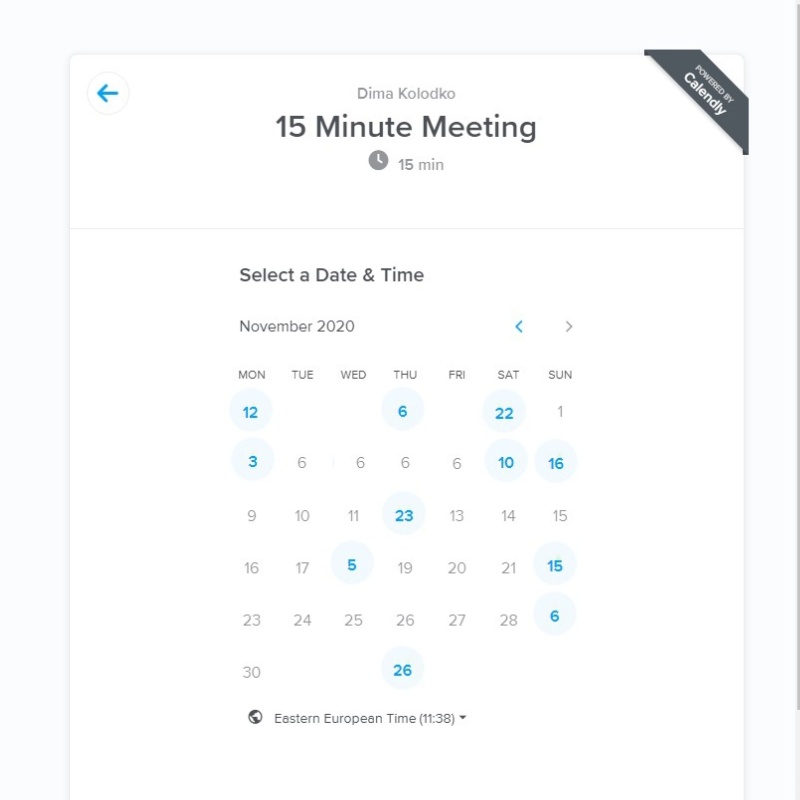 POWERED BY
Calendly
Dima Kolodko
15 Minute Meeting
15 min
Select a Date & Time
November 2020
MON TUE WED THU FRI SAT SUN
12 6 22 1
3 6 6 6 6 10 16
9 10 11 23 13 14 15
16 17 5 19 20 21 15
23 24 25 26 27 28 6
30 26
Eastern European Time (11:38)